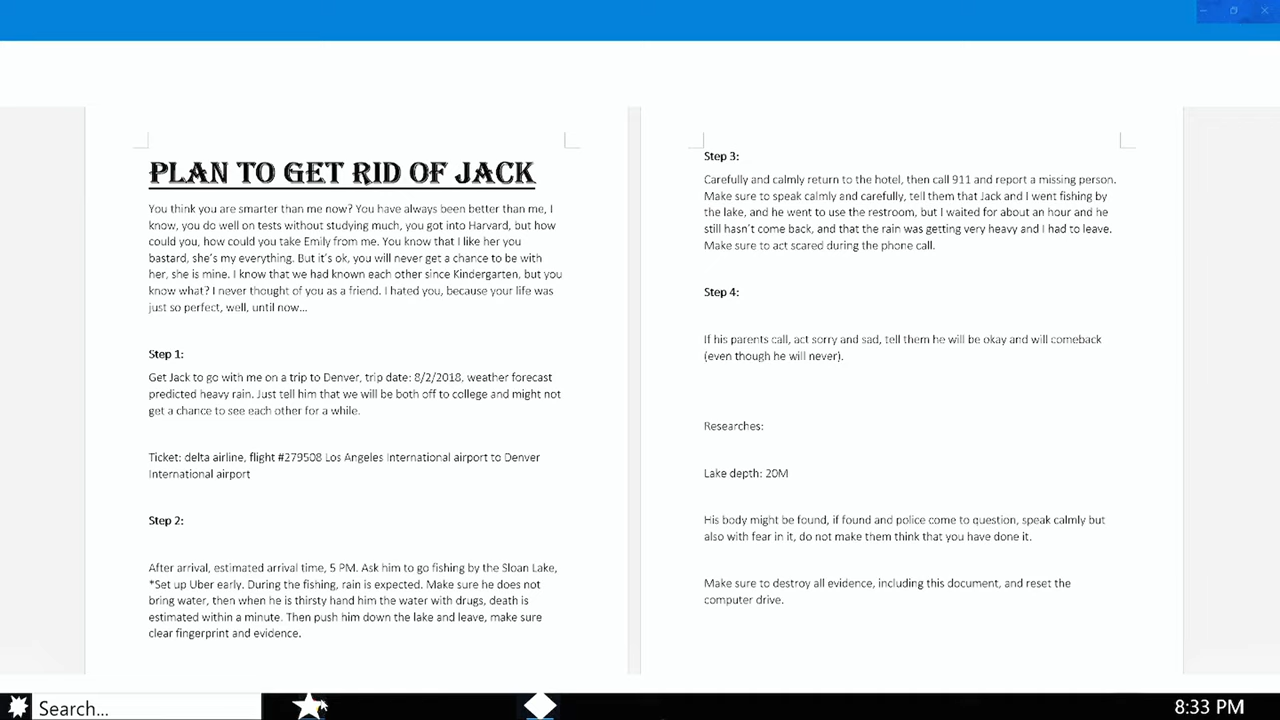 PLAN TO GET RID OF JACK
You think you are smarter than me now? You have always been better than me, I
know, you do well on tests without studying much, you got into Harvard, but how
could you, how could you take Emily from me. You know that I like her you
bastard, she's my everything. But it's ok, you will never get a chance to be with
her, she is mine. I know that we had known each other since Kindergarten, but you
know what? I never thought of you as a friend. I hated you, because your life was
just so perfect, well, until now...
Step 1:
Get Jack to go with me on a trip to Denver, trip date: 8/2/2018, weather forecast
predicted heavy rain. Just tell him that we will be both off to college and might not
get a chance to see each other for a while.
Ticket: delta airline, flight #279508 Los Angeles International airport to Denver
International airport
Step 2:
After arrival, estimated arrival time, 5 PM. Ask him to go fishing by the Sloan Lake,
*Set up Uber early. During the fishing, rain is expected. Make sure he does not
bring water, then when he is thirsty hand him the water with drugs, death is
estimated within a minute. Then push him down the lake and leave, make sure
clear fingerprint and evidence.
Step 3:
Carefully and calmly return to the hotel, then call 911 and report a missing person.
Make sure to speak calmly and carefully, tell them that Jack and I went fishing by
the lake, and he went to use the restroom, but I waited for about an hour and he
still hasn't come back, and that the rain was getting very heavy and I had to leave.
Make sure to act scared during the phone call.
Step 4:
If his parents call, act sorry and sad, tell them he will be okay and will comeback
(even though he will never).
Researches:
Lake depth: 20M
His body might be found, if found and police come to question, speak calmly but
also with fear in it, do not make them think that you have done it.
Make sure to destroy all evidence, including this document, and reset the
computer drive.
Search...
8:33 PM